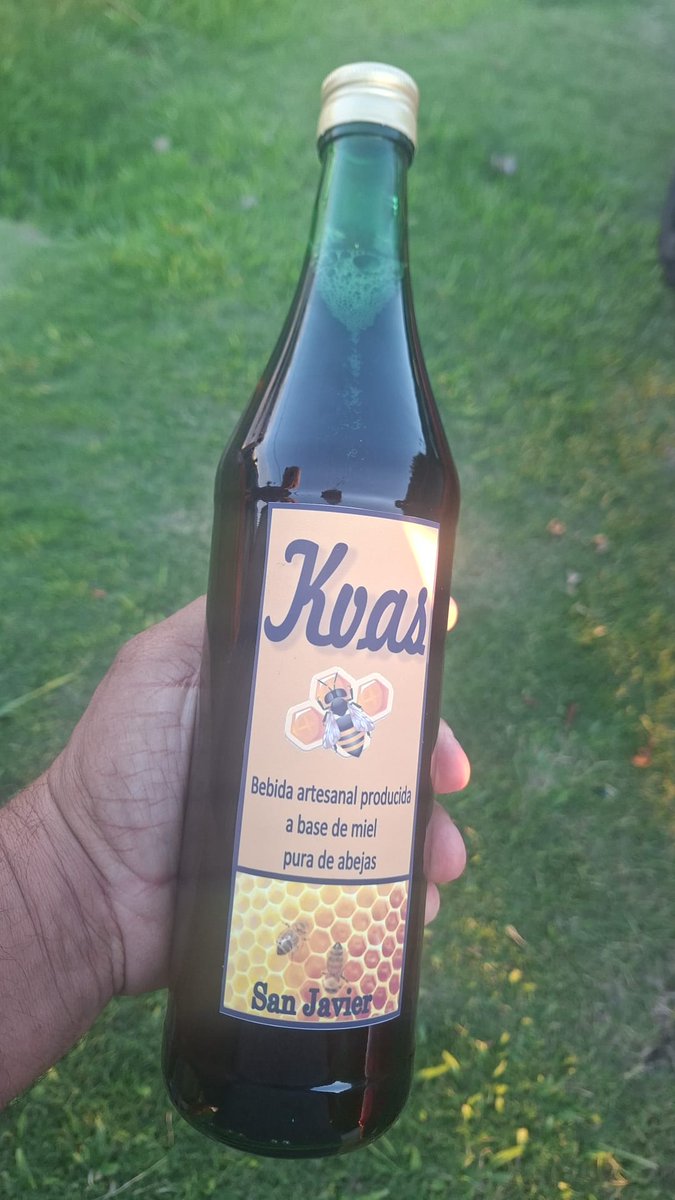 Kvas
Bebida artesanal producida
a base de miel
pura de abejas
San Javier